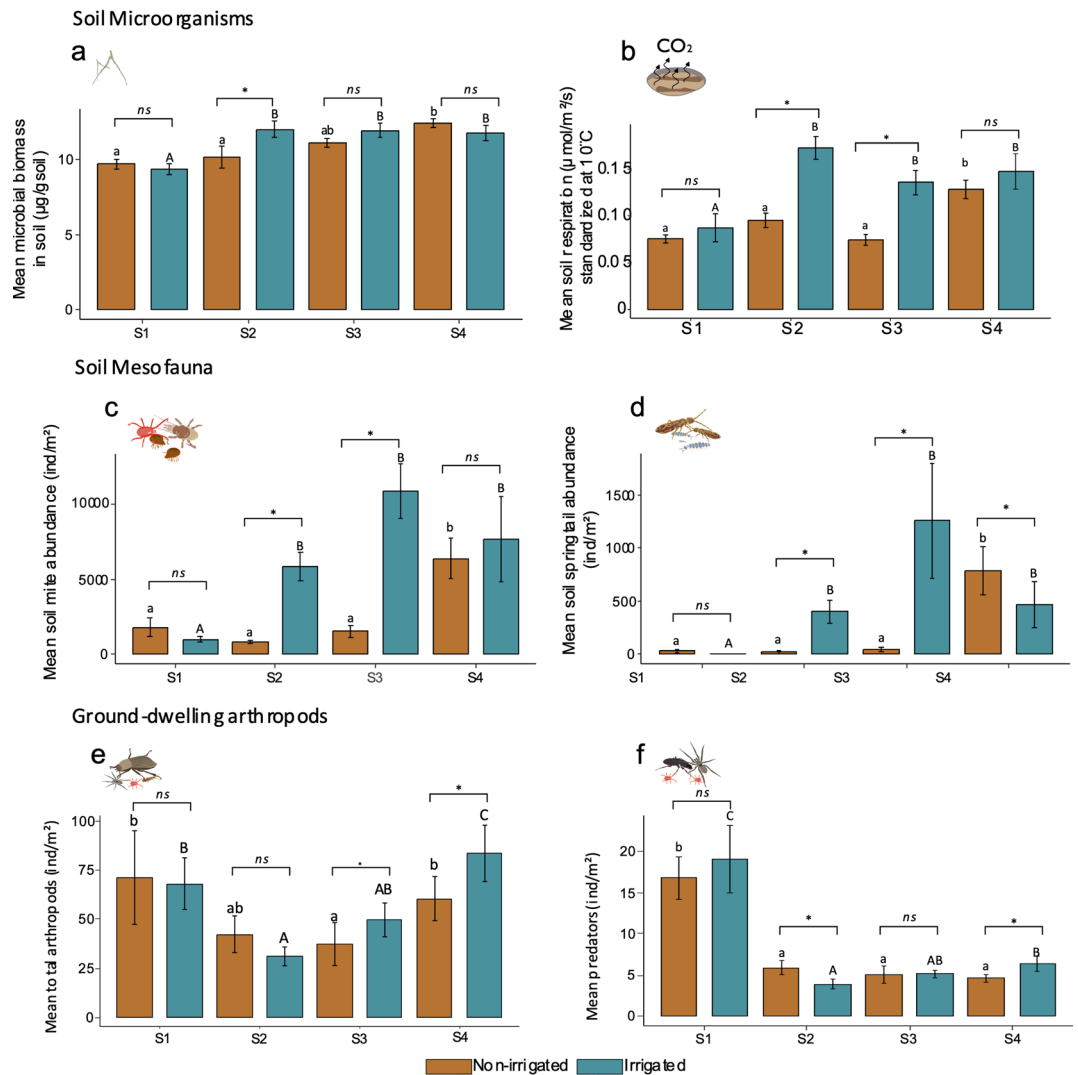 Soil Microorganisms
a
Mean microbial biomass
in soil (µg/gsoil)
10
5
0
ns
*
ns
ns
a
A
a
B
ab
B
b
B
S1
S2
S3
S4
b
CO2
Mean soil respiration (µ mol/m²/s)
standardized at 10°C
0.15
0.10
0.05
0
ns
*
*
ns
a
A
a
B
a
B
b
B
S1
S2
S3
S4
Soil Mesofauna
c
Mean soil mite abundance (ind/m²)
10000
5000
0
ns
*
*
ns
a
A
a
B
a
B
b
B
S1
S2
S3
S4
d
Mean soil springtail abundance
(ind/m²)
1500
1000
500
0
ns
*
*
*
a
A
a
B
a
B
b
B
S1
S2
S3
S4
Ground-dwelling arthropods
e
Mean total arthropods (ind/m²)
100
75
50
25
0
ns
ns
*
*
b
B
ab
A
a
AB
b
C
S1
S2
S3
S4
f
Mean predators (ind/m²)
20
15
10
5
0
ns
*
ns
*
b
C
a
A
a
AB
a
B
S1
S2
S3
S4
Non-irrigated
Irrigated